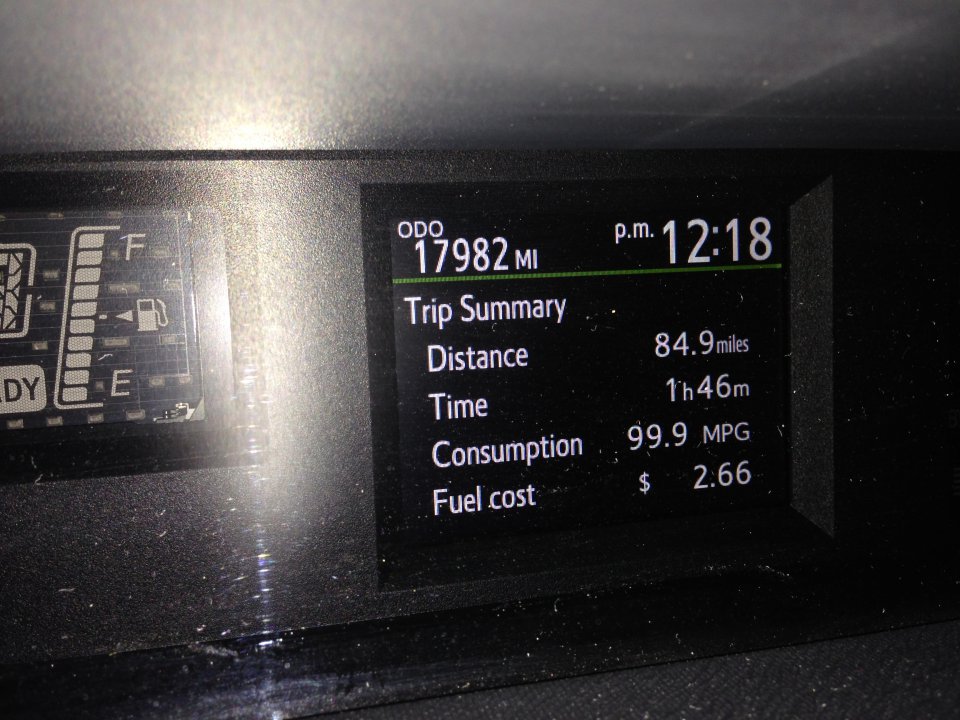 ODO
17982 MI p.m. 12:18
Trip Summary
Distance 84.9 miles
Time 1h46m
Consumption 99.9 MPG
Fuel cost $ 2.66
F
E